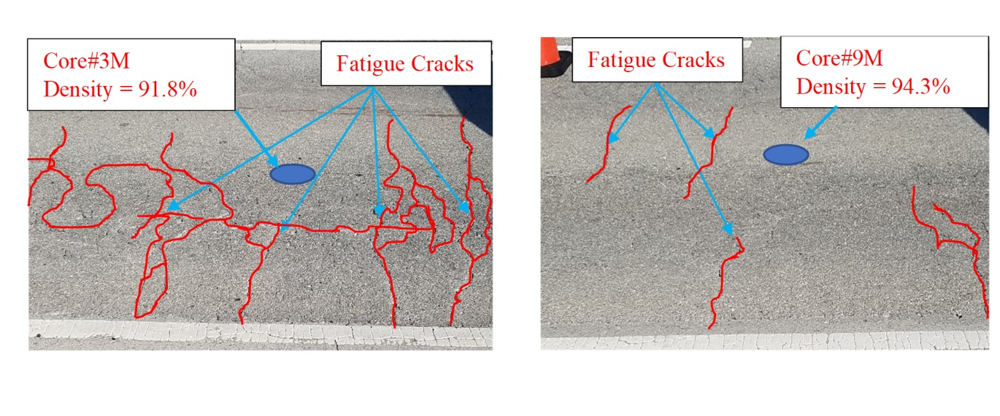 Core#3M
Density = 91.8%
Fatigue Cracks
Fatigue Cracks
Core#9M
Density = 94.3%